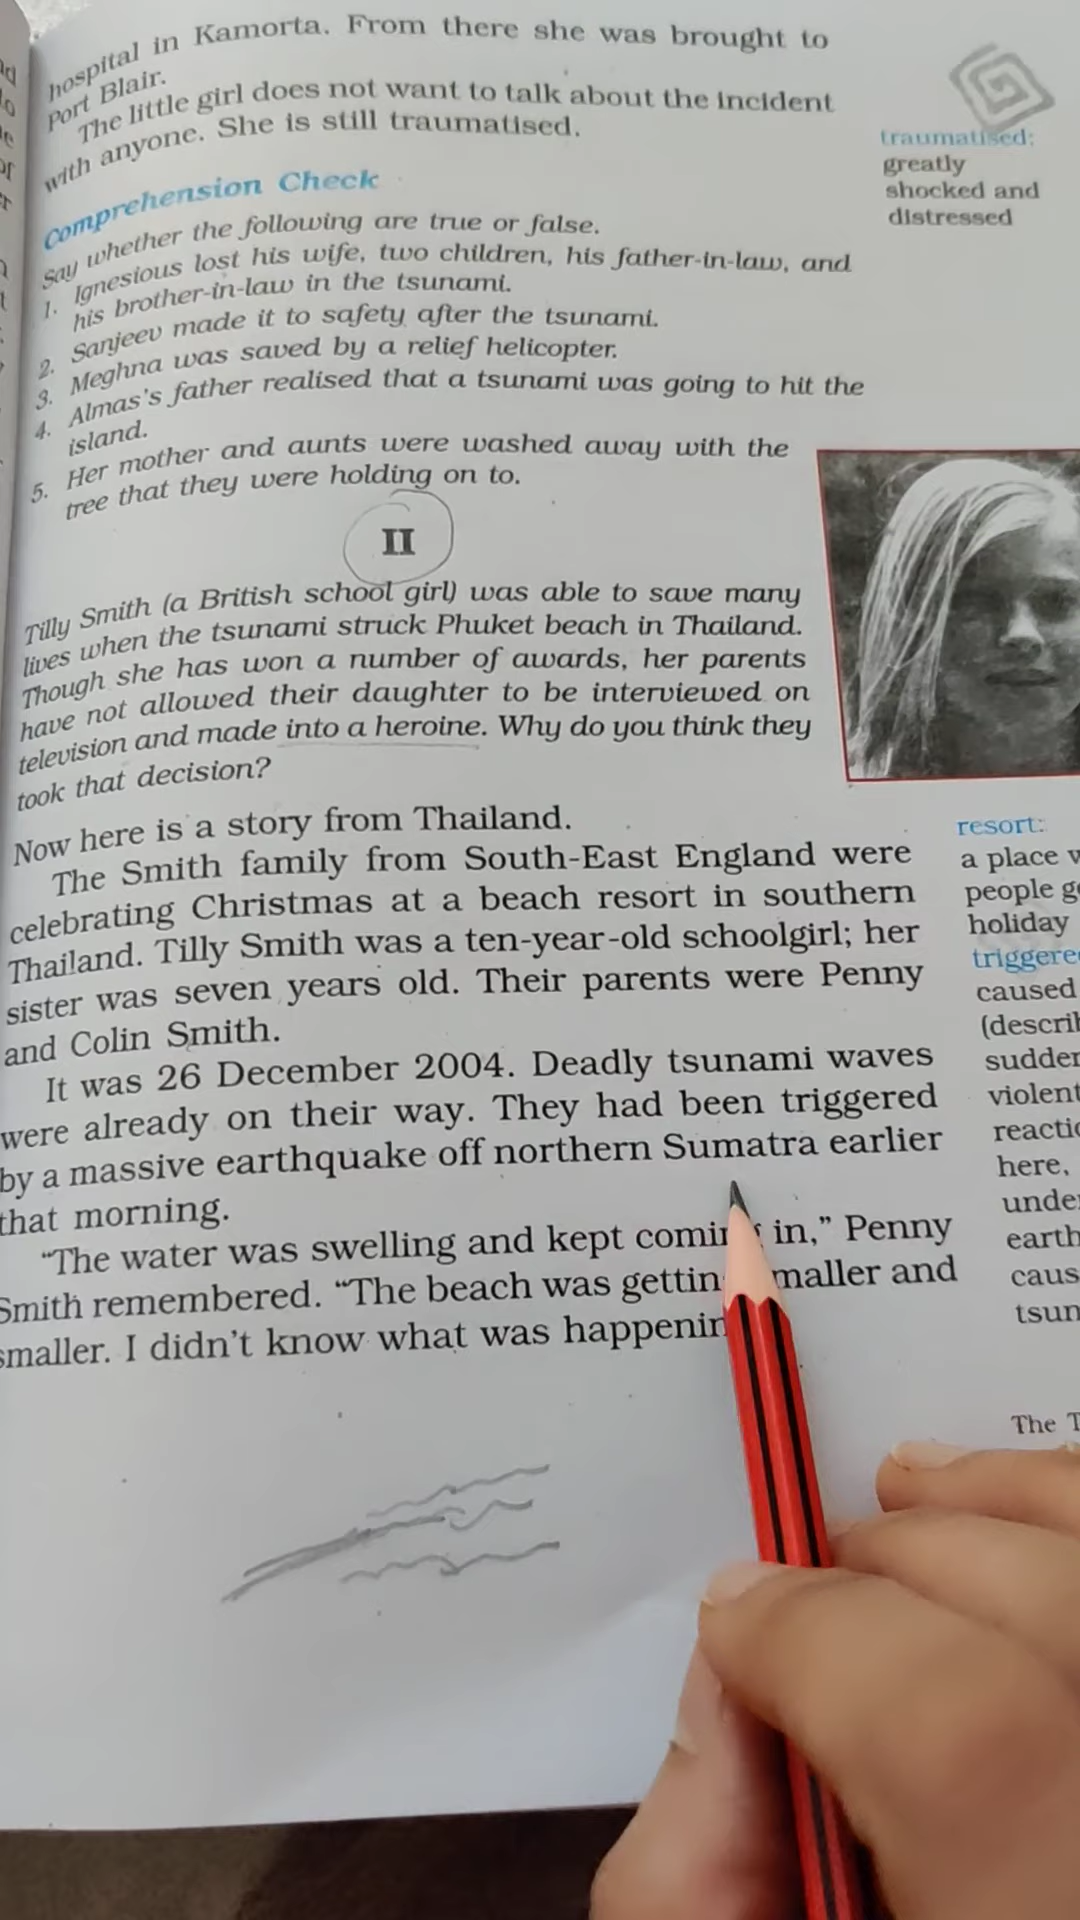 hospital in Kamorta. From there she was brought to
Port Blair.
The little girl does not want to talk about the incident
with anyone. She is still traumatised.
traumatised:
greatly
shocked and
distressed
Comprehension Check
Say whether the following are true or false.
1. Ignesious lost his wife, two children, his father-in-law, and
his brother-in-law in the tsunami.
2. Sanjeev made it to safety after the tsunami.
3. Meghna was saved by a relief helicopter.
4. Almas's father realised that a tsunami was going to hit the
island.
5. Her mother and aunts were washed away with the
tree that they were holding on to.
II
Tilly Smith (a British school girl) was able to save many
lives when the tsunami struck Phuket beach in Thailand.
Though she has won a number of awards, her parents
have not allowed their daughter to be interviewed on
television and made into a heroine. Why do you think they
took that decision?
Now here is a story from Thailand.
The Smith family from South-East England were
celebrating Christmas at a beach resort in southern
Thailand. Tilly Smith was a ten-year-old schoolgirl; her
sister was seven years old. Their parents were Penny
and Colin Smith.
It was 26 December 2004. Deadly tsunami waves
were already on their way. They had been triggered
by a massive earthquake off northern Sumatra earlier
that morning.
“The water was swelling and kept in,” Penny
Smith remembered. “The beach was and
smaller. I didn't know what was
resort:
a place
people
holiday
caused
here,
The